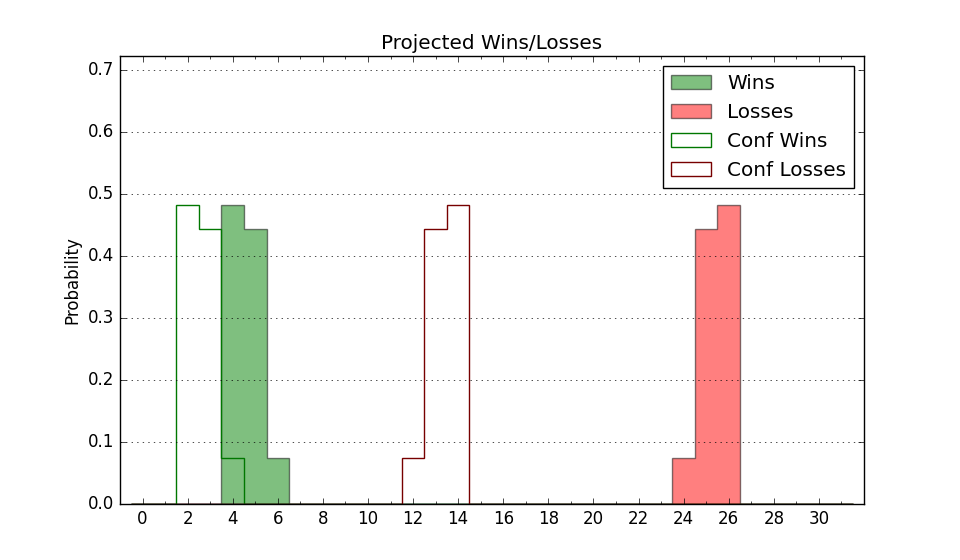 Projected Wins/Losses
0.7
0.6
0.5
0.4
0.3
0.2
0.1
0.0
Probability
Wins
Losses
Conf Wins
Conf Losses
0 2 4 6 8 10 12 14 16 18 20 22 24 26 28 30